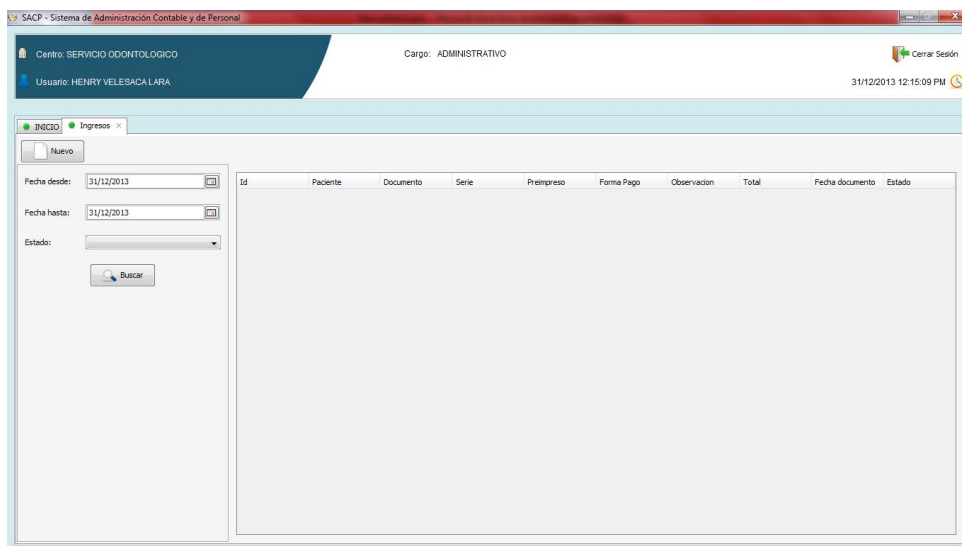 SACP - Sistema de Administración Contable y de Personal
Centro: SERVICIO ODONTOLOGICO
Cargo: ADMINISTRATIVO
Cerrar Sesión
Usuario: HENRY VELESACA LARA
31/12/2013 12:15:09 PM
INICIO
Ingresos
Nuevo
Fecha desde: 31/12/2013
Fecha hasta: 31/12/2013
Estado:
Buscar
Id Paciente Documento Serie Preimpreso Forma Pago Observacion Total Fecha documento Estado